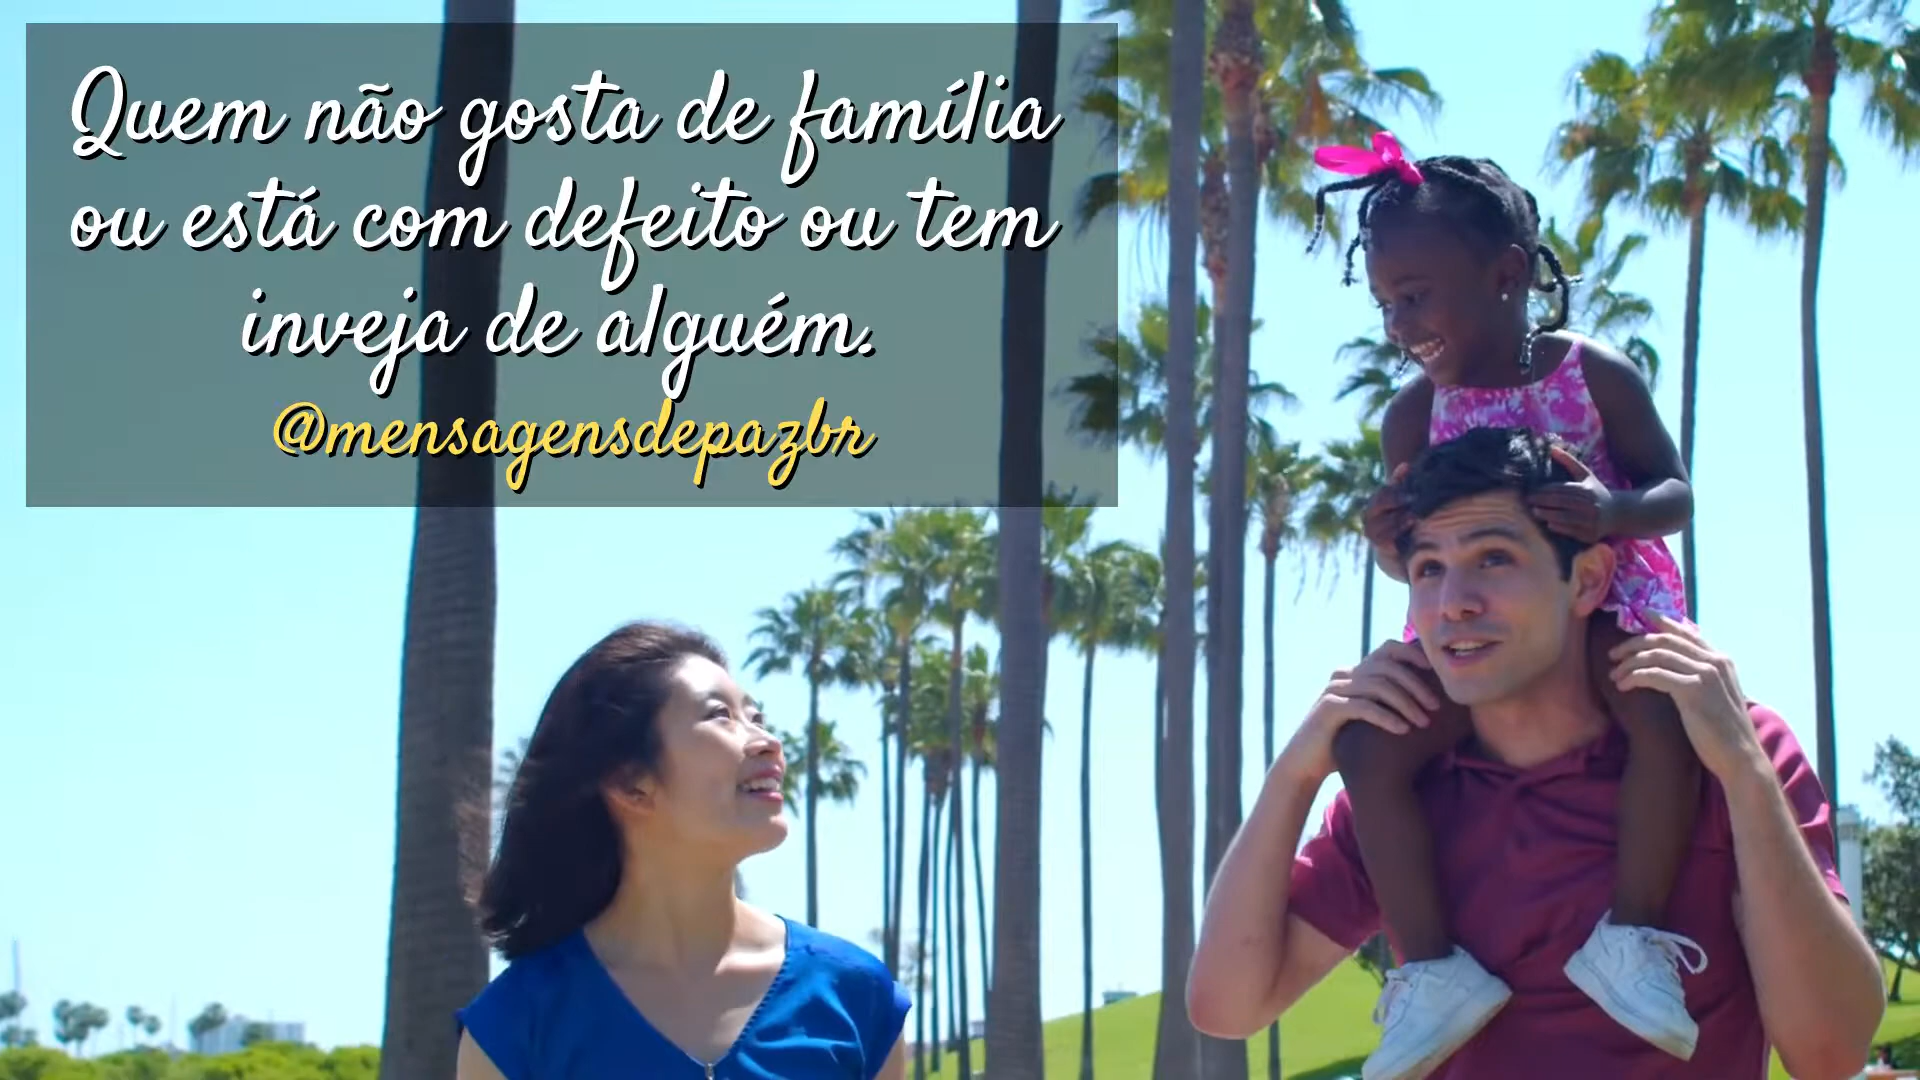 Quem não gosta de família
ou está com defeito ou tem
inveja de alguém.
@mensagensdepazbr